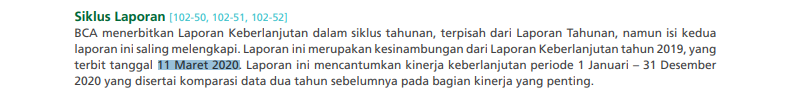 Siklus Laporan [102-50, 102-51, 102-52]
BCA menerbitkan Laporan Keberlanjutan dalam siklus tahunan, terpisah dari Laporan Tahunan, namun isi kedua
laporan ini saling melengkapi. Laporan ini merupakan kesinambungan dari Laporan Keberlanjutan tahun 2019, yang
terbit tanggal 11 Maret 2020. Laporan ini mencantumkan kinerja keberlanjutan periode 1 Januari – 31 Desember
2020 yang disertai komparasi data dua tahun sebelumnya pada bagian kinerja yang penting.